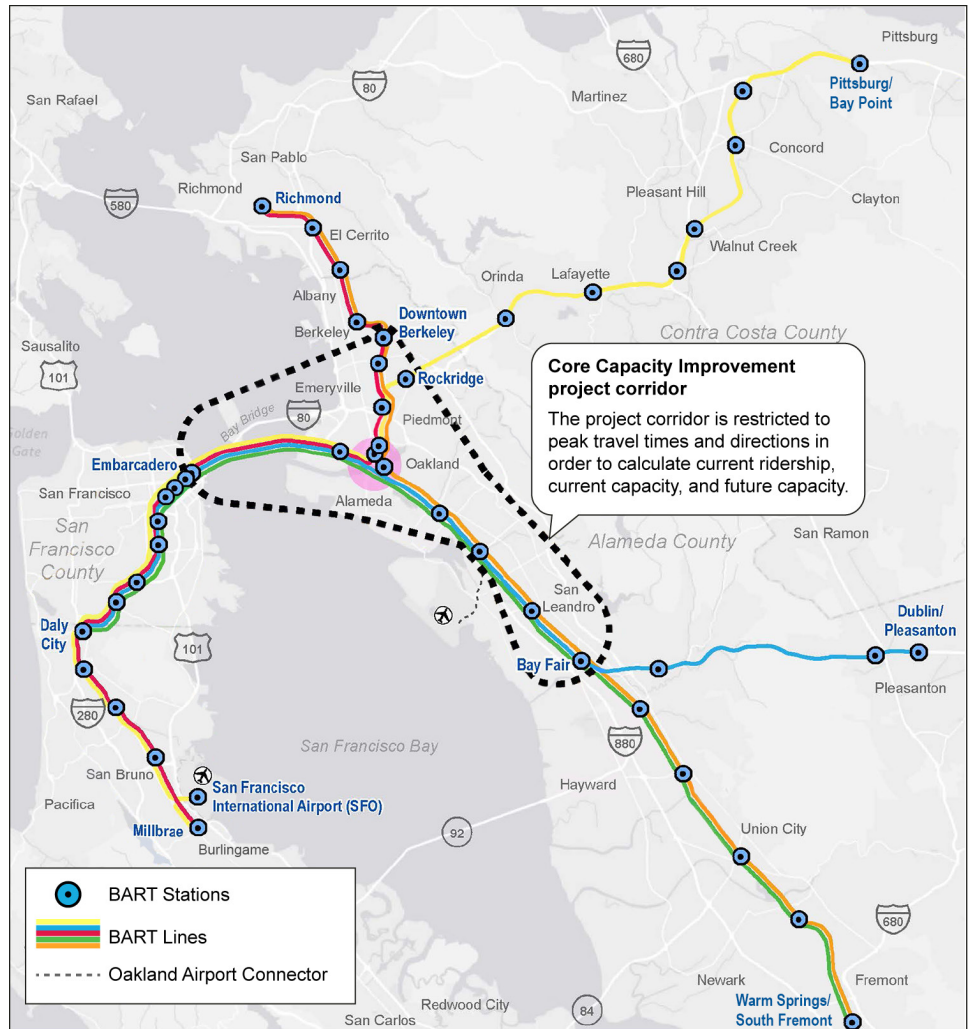 Pittsburg
680
Pittsburg/
Bay Point
80
Martinez
San Rafael
Concord
San Pablo
Richmond
Pleasant Hill
Clayton
580
Richmond
El Cerrito
Walnut Creek
Orinda
Lafayette
Albany
Downtown
Berkeley
Berkeley
Contra Costa County
Sausalito
101
Rockridge
Emeryville
80
Bay Bridge
Piedmont
Golden
Gate
Embarcadero
Oakland
San Francisco
Alameda
Core Capacity Improvement
project corridor
The project corridor is restricted to
peak travel times and directions in
order to calculate current ridership,
current capacity, and future capacity.
San
Francisco
County
Alameda County
San Ramon
San
Leandro
Dublin/
Pleasanton
Daly
City
101
Bay Fair
Pleasanton
280
San Francisco Bay
880
San Bruno
Hayward
San Francisco
International Airport (SFO)
Pacifica
Millbrae
92
Union City
Burlingame
BART Stations
BART Lines
Oakland Airport Connector
680
Newark
Fremont
Redwood City
84
Warm Springs/
South Fremont
San Carlos